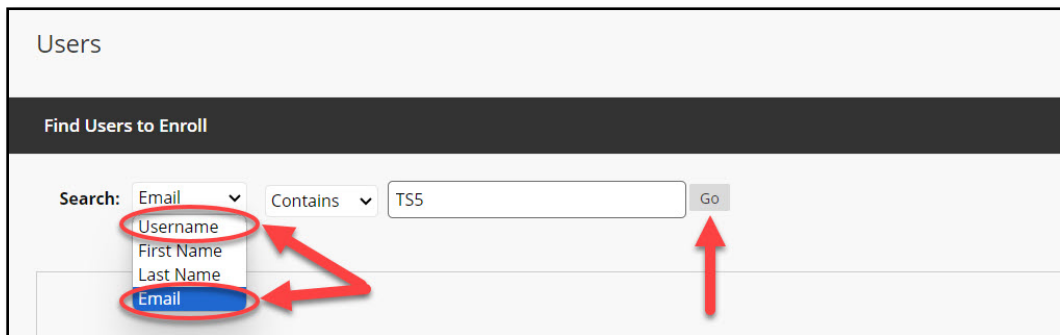 Users
Find Users to Enroll
Search: Email Contains TS5 Go
Username
First Name
Last Name
Email